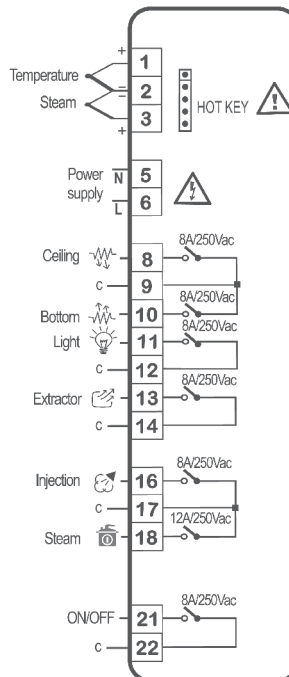 +
1
Temperature
–
2
–
Steam
3
+
HOT KEY
Power supply
N
5
L
6
8A/250Vac
Ceiling
8
c
9
8A/250Vac
Bottom
10
8A/250Vac
Light
11
c
12
8A/250Vac
Extractor
13
c
14
8A/250Vac
Injection
16
c
17
12A/250Vac
Steam
18
8A/250Vac
ON/OFF
21
c
22